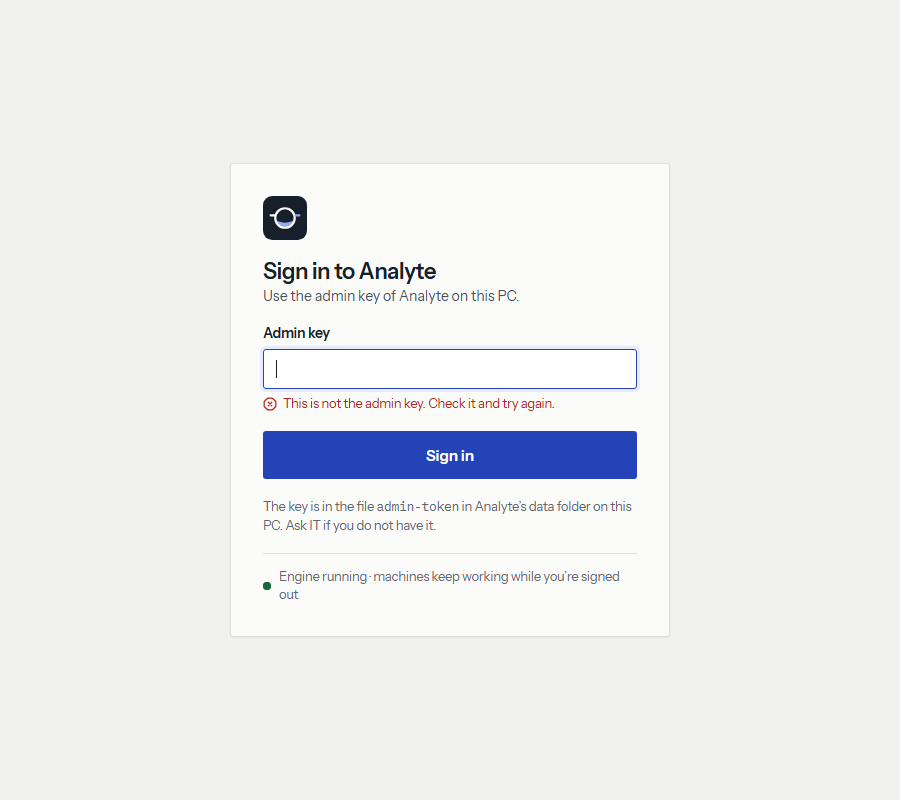 Sign in to Analyte
Use the admin key of Analyte on this PC.
Admin key
This is not the admin key. Check it and try again.
Sign in
The key is in the file admin-token in Analyte's data folder on this
PC. Ask IT if you do not have it.
Engine running · machines keep working while you're signed
out